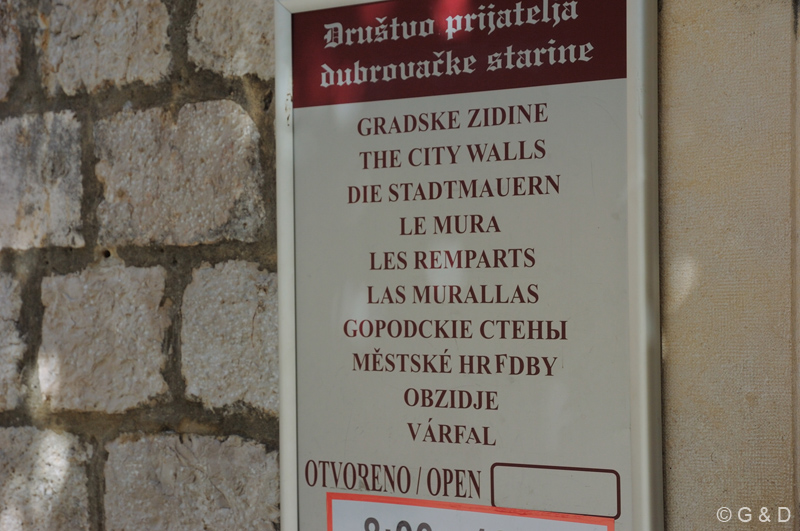 Društvo prijatelja
dubrovačke starine
GRADSKE ZIDINE
THE CITY WALLS
DIE STADTMAUERN
LE MURA
LES REMPARTS
LAS MURALLAS
GOPODCKIE СТЕНЫ
MĚSTSKÉ HRFDBY
OBZIDJE
VÁRFAL
OTVORENO / OPEN
© G & D